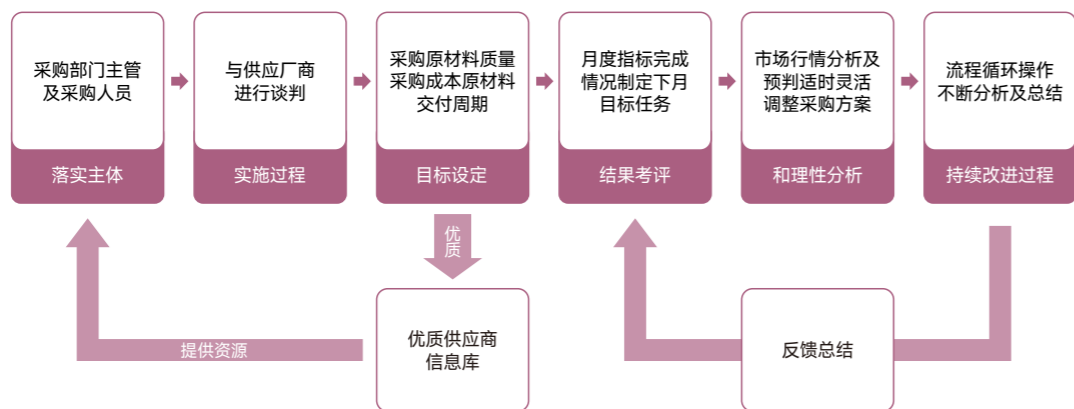 采购部门主管
及采购人员
落实主体
与供应厂商
进行谈判
实施过程
采购原材料质量
采购成本原材料
交付周期
目标设定
月度指标完成
情况制定下月
目标任务
结果考评
市场行情分析及
预判适时灵活
调整采购方案
和理性分析
流程循环操作
不断分析及总结
持续改进过程
优质
提供资源
优质供应商
信息库
反馈总结